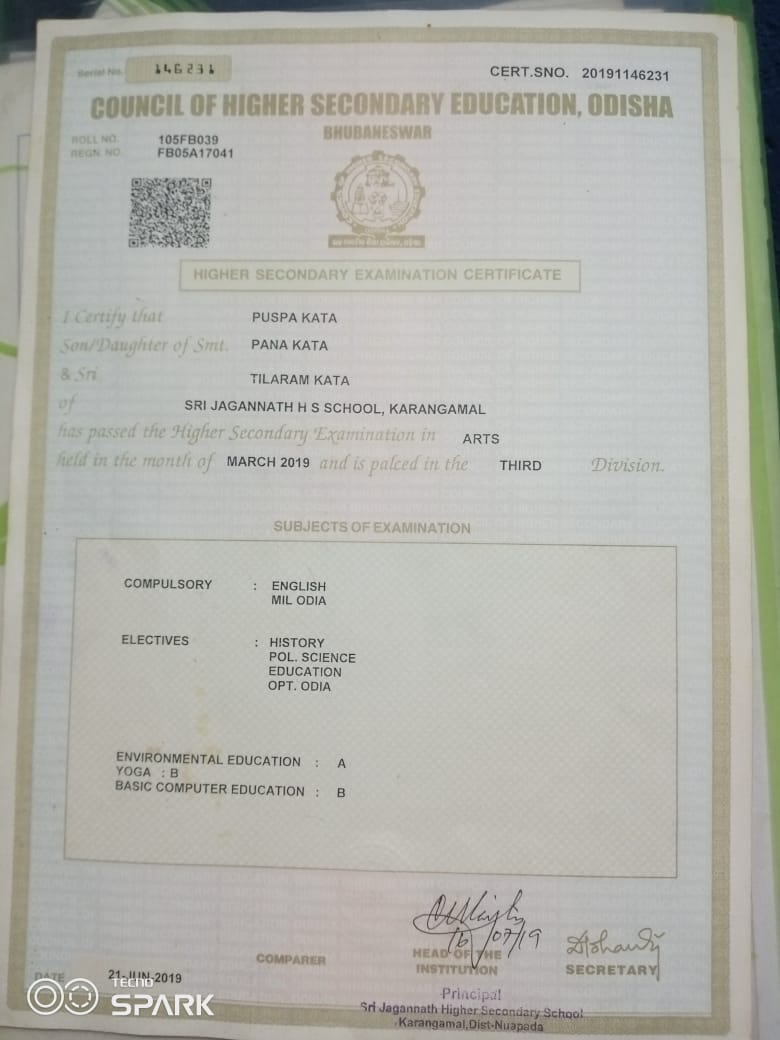 Serial No. 146231
CERT.SNO. 20191146231
COUNCIL OF HIGHER SECONDARY EDUCATION, ODISHA
BHUBANESWAR
ROLL NO. 105FB039
REGN. NO. FB05A17041
HIGHER SECONDARY EXAMINATION CERTIFICATE
I Certify that PUSPA KATA
Son/Daughter of Smt. PANA KATA
& Sri TILARAM KATA
of SRI JAGANNATH H S SCHOOL, KARANGAMAL
has passed the Higher Secondary Examination in ARTS
held in the month of MARCH 2019 and is palced in the THIRD Division.
SUBJECTS OF EXAMINATION
COMPULSORY : ENGLISH
MIL ODIA
ELECTIVES : HISTORY
POL. SCIENCE
EDUCATION
OPT. ODIA
ENVIRONMENTAL EDUCATION : A
YOGA : B
BASIC COMPUTER EDUCATION : B
16/07/19
DATE 21-JUN-2019
COMPARER
HEAD OF THE
INSTITUTION
SECRETARY
Principal
Sri Jagannath Higher Secondary School
Karangamal,Dist-Nuapada
TECNO
SPARK